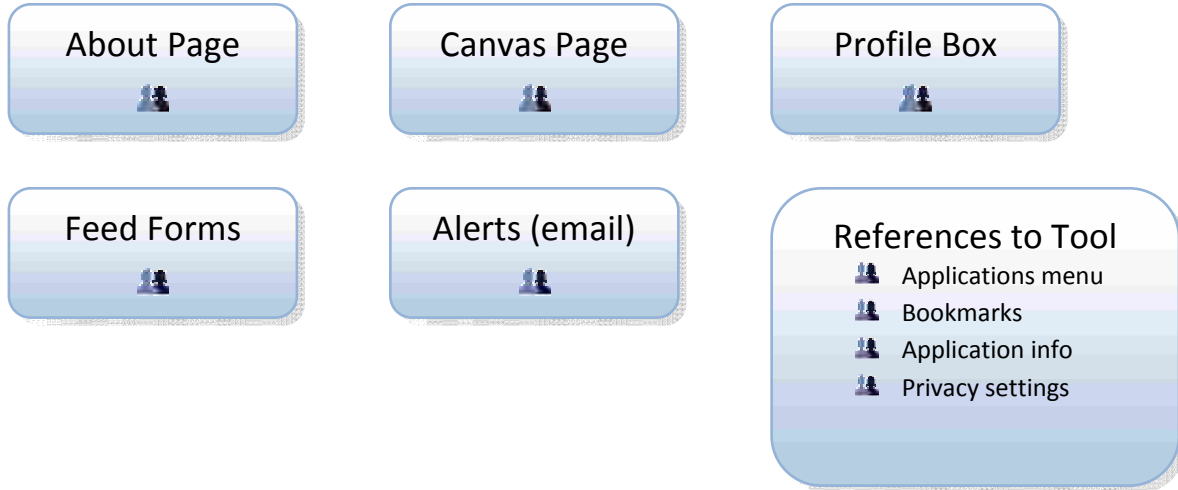 About Page
Canvas Page
Profile Box
Feed Forms
Alerts (email)
References to Tool
Applications menu
Bookmarks
Application info
Privacy settings